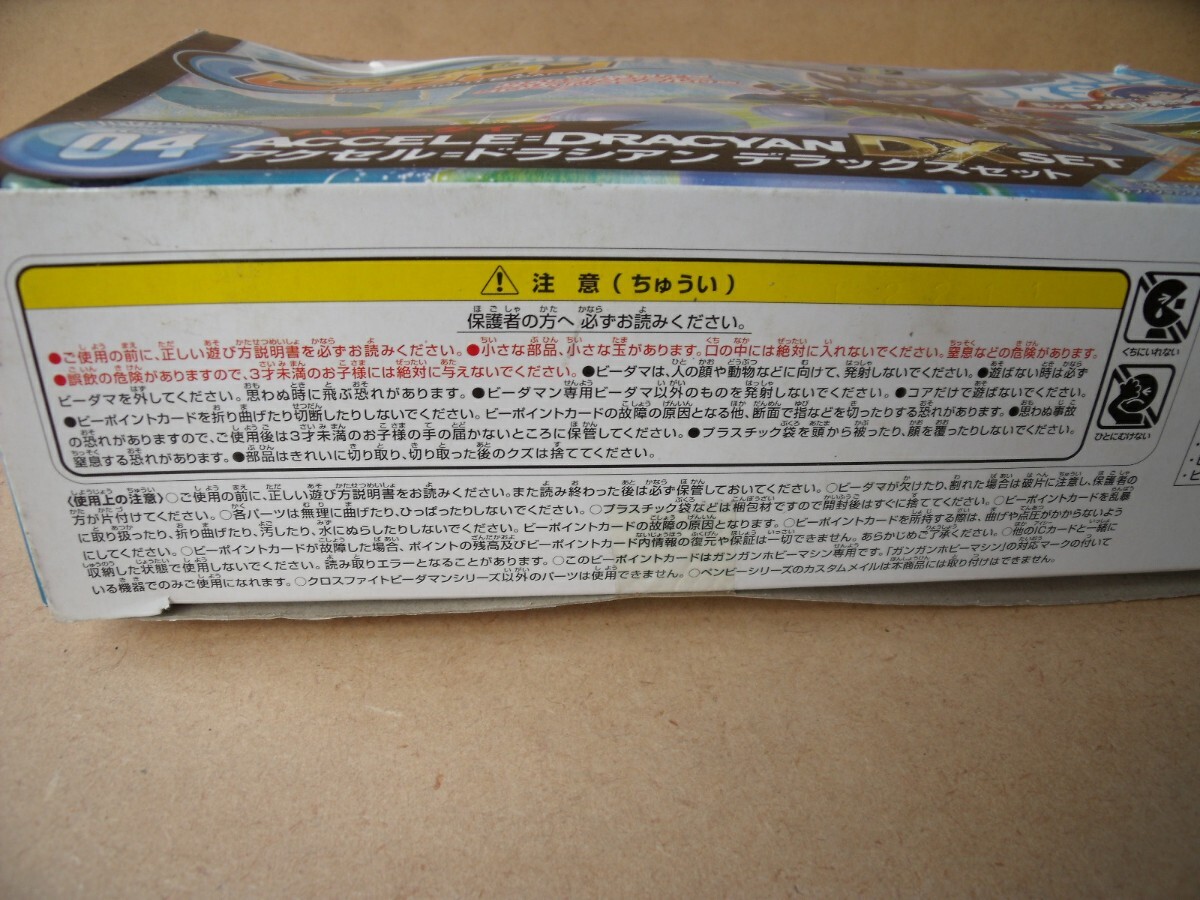 04
ACCELE-DRACYAN DX SET
アクセル=ドラシアン デラックスセット
注 意 (ちゅうい)
保護者の方へ 必ずお読みください。
●ご使用の前に、正しい遊び方説明書を必ずお読みください。●小さな部品、小さな玉があります。口の中には絶対に入れないでください。窒息などの危険があります。
●誤飲の危険がありますので、3才未満のお子様には絶対に与えないでください。●ビーダマは、人の顔や動物などに向けて、発射しないでください。●遊ばない時は必ず
ビーダマを外してください。思わぬ時に飛ぶ恐れがあります。●ビーダマン専用ビーダマ以外のものを発射しないでください。●コアだけで遊ばないでください。
●ビーポイントカードを折り曲げたり切断したりしないでください。ビーポイントカードの故障の原因となる他、断面で指などを切ったりする恐れがあります。●思わぬ事故
の恐れがありますので、ご使用後は3才未満のお子様の手の届かないところに保管してください。●プラスチック袋を頭から被ったり、顔を覆ったりしないでください。
窒息する恐れがあります。●部品はきれいに切り取り、切り取った後のクズは捨ててください。
くちにいれない
ひとにむけない
〈使用上の注意〉○ご使用の前に、正しい遊び方説明書をお読みください。また読み終わった後は必ず保管しておいてください。○ビーダマが欠けたり、割れた場合は破片に注意し、保護者の
方が片付けてください。○各パーツは無理に曲げたり、ひっぱったりしないでください。○プラスチック袋などは梱包材ですので開封後はすぐに捨ててください。○ビーポイントカードを乱暴
に取り扱ったり、折り曲げたり、汚したり、水にぬらしたりしないでください。ビーポイントカードの故障の原因となります。○ビーポイントカードを所持する際は、曲げや点圧がかからないよう
にしてください。○ビーポイントカードが故障した場合、ポイントの残高及びビーポイントカード内情報の復元や保証は一切できません。あらかじめご了承ください。○他のICカードと一緒に
収納した状態で使用しないでください。読み取りエラーとなることがあります。○このビーポイントカードはガンガンホビーマシン専用です。「ガンガンホビーマシン」の対応マークの付いて
いる機器でのみご使用になれます。○クロスファイトビーダマンシリーズ以外のパーツは使用できません。○ペンビーシリーズのカスタムメイルは本商品には取り付けはできません。